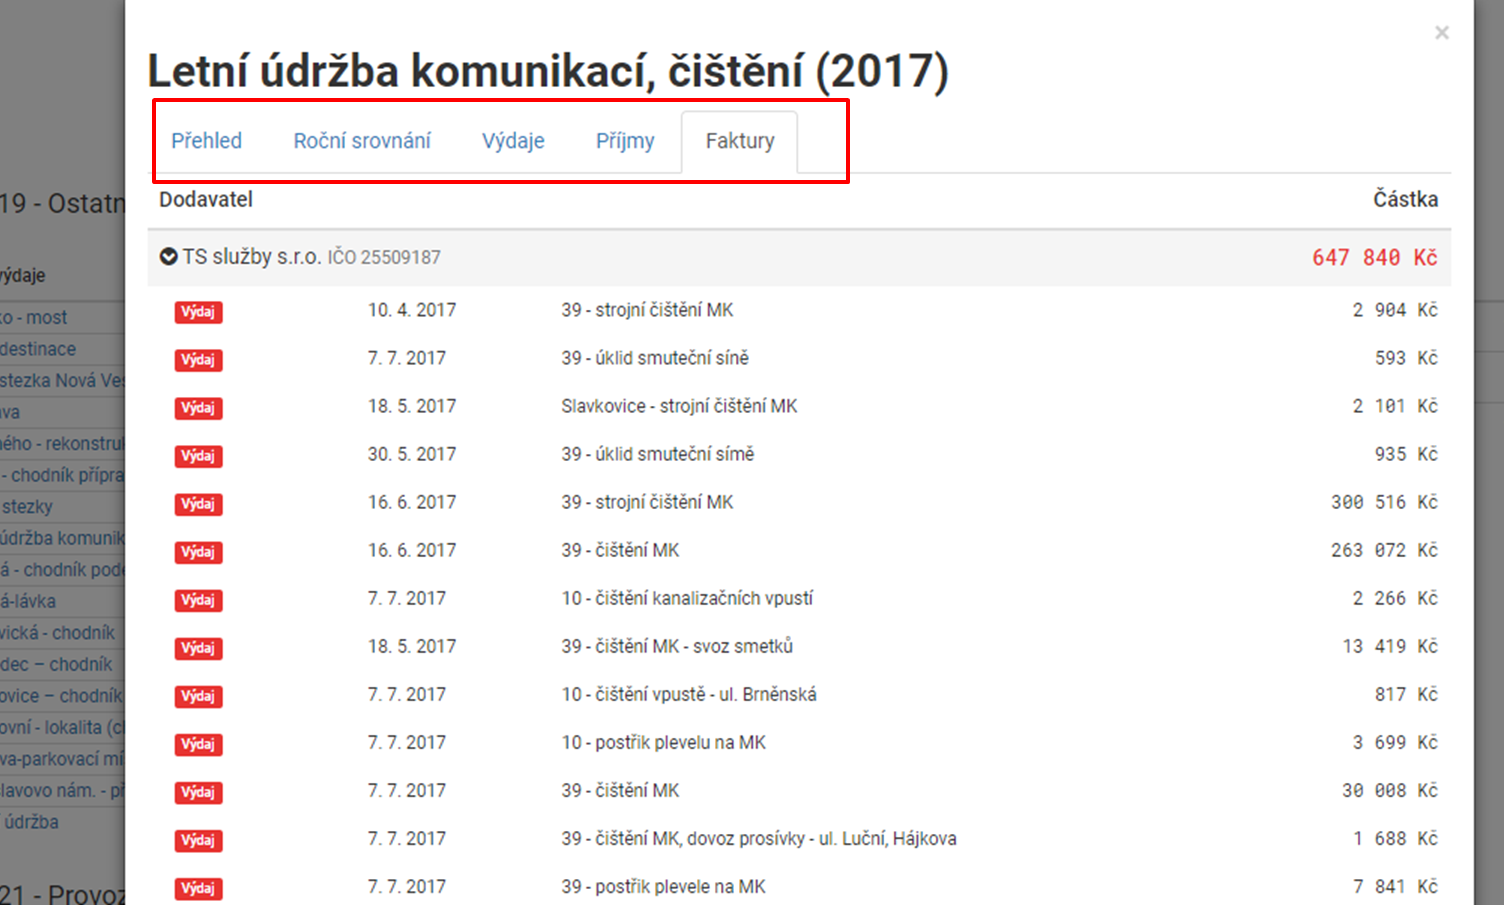 ×
Letní údržba komunikací, čištění (2017)
Přehled Roční srovnání Výdaje Příjmy Faktury
Dodavatel Částka
TS služby s.r.o. IČO 25509187 647 840 Kč
Výdaj 10. 4. 2017 39 - strojní čištění MK 2 904 Kč
Výdaj 7. 7. 2017 39 - úklid smuteční síně 593 Kč
Výdaj 18. 5. 2017 Slavkovice - strojní čištění MK 2 101 Kč
Výdaj 30. 5. 2017 39 - úklid smuteční símě 935 Kč
Výdaj 16. 6. 2017 39 - strojní čištění MK 300 516 Kč
Výdaj 16. 6. 2017 39 - čištění MK 263 072 Kč
Výdaj 7. 7. 2017 10 - čištění kanalizačních vpustí 2 266 Kč
Výdaj 18. 5. 2017 39 - čištění MK - svoz smetků 13 419 Kč
Výdaj 7. 7. 2017 10 - čištění vpustě - ul. Brněnská 817 Kč
Výdaj 7. 7. 2017 10 - postřik plevelu na MK 3 699 Kč
Výdaj 7. 7. 2017 39 - čištění MK 30 008 Kč
Výdaj 7. 7. 2017 39 - čištění MK, dovoz prosívky - ul. Luční, Hájkova 1 688 Kč
Výdaj 7. 7. 2017 39 - postřik plevele na MK 7 841 Kč
19 - Ostatn
výdaje
ko - most
destinace
stezka Nová Ves
ava
ného - rekonstruk
- chodník přípra
stezky
údržba komunik
á - chodník pode
á-lávka
vická - chodník
dec – chodník
ovice – chodník
ovní - lokalita (ch
va-parkovací mí
slavovo nám. - př
údržba
21 - Provoz